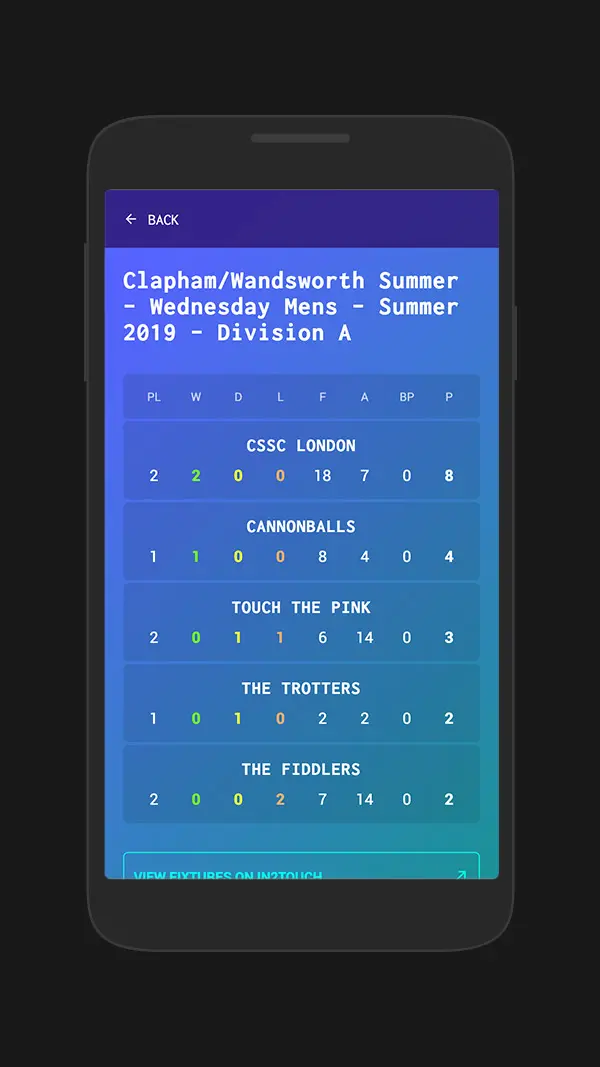 ← BACK
Clapham/Wandsworth Summer
- Wednesday Mens - Summer
2019 - Division A
PL W D L F A BP P
CSSC LONDON
2 2 0 0 18 7 0 8
CANNONBALLS
1 1 0 0 8 4 0 4
TOUCH THE PINK
2 0 1 1 6 14 0 3
THE TROTTERS
1 0 1 0 2 2 0 2
THE FIDDLERS
2 0 0 2 7 14 0 2
VIEW FIXTURES ON IN2TOUCH